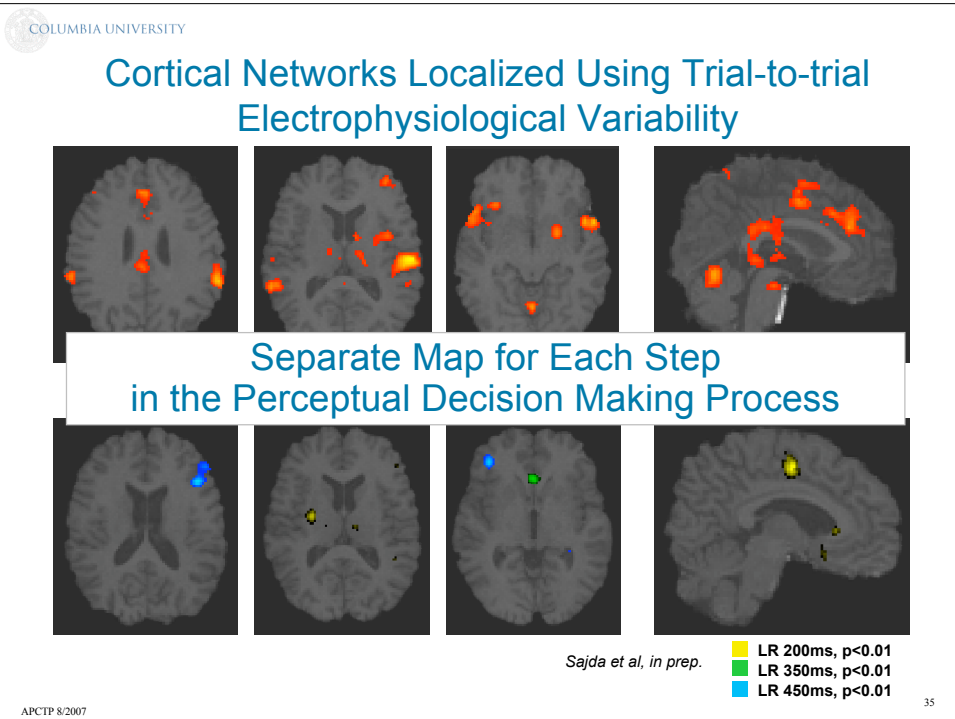 COLUMBIA UNIVERSITY
Cortical Networks Localized Using Trial-to-trial
Electrophysiological Variability
Separate Map for Each Step
in the Perceptual Decision Making Process
Sajda et al, in prep.
LR 200ms, p<0.01
LR 350ms, p<0.01
LR 450ms, p<0.01
APCTP 8/2007
35